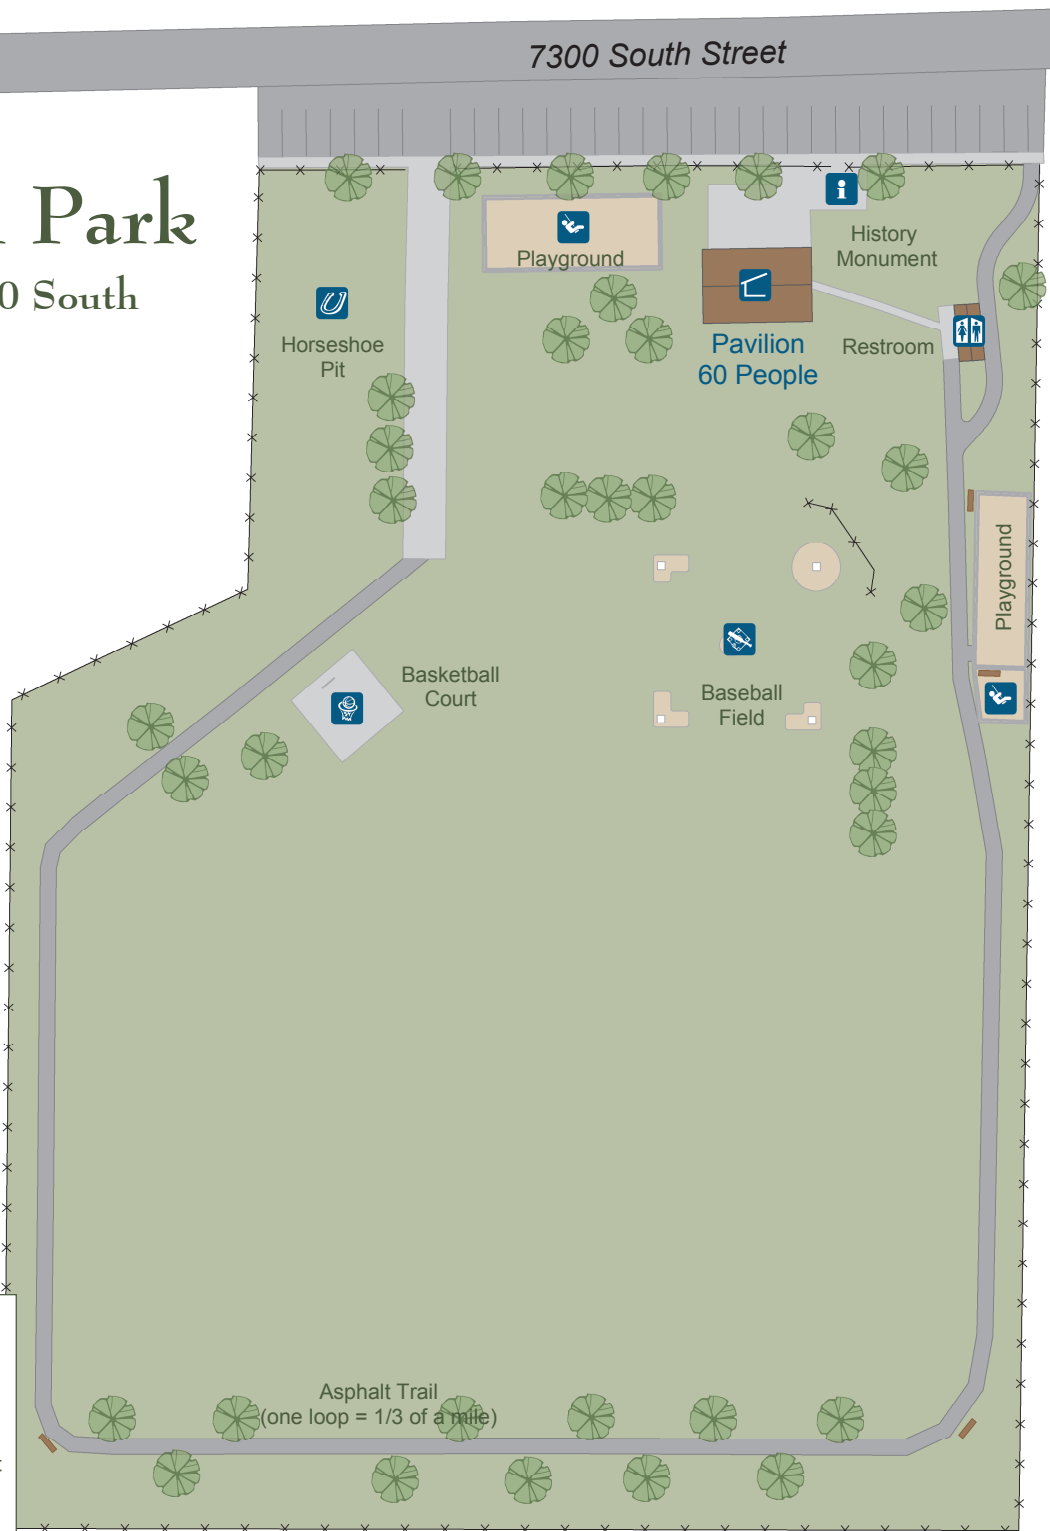 7300 South Street
Park
0 South
Playground
History
Monument
Horseshoe
Pit
Pavilion
60 People
Restroom
Playground
Basketball
Court
Baseball
Field
Asphalt Trail
(one loop = 1/3 of a mile)